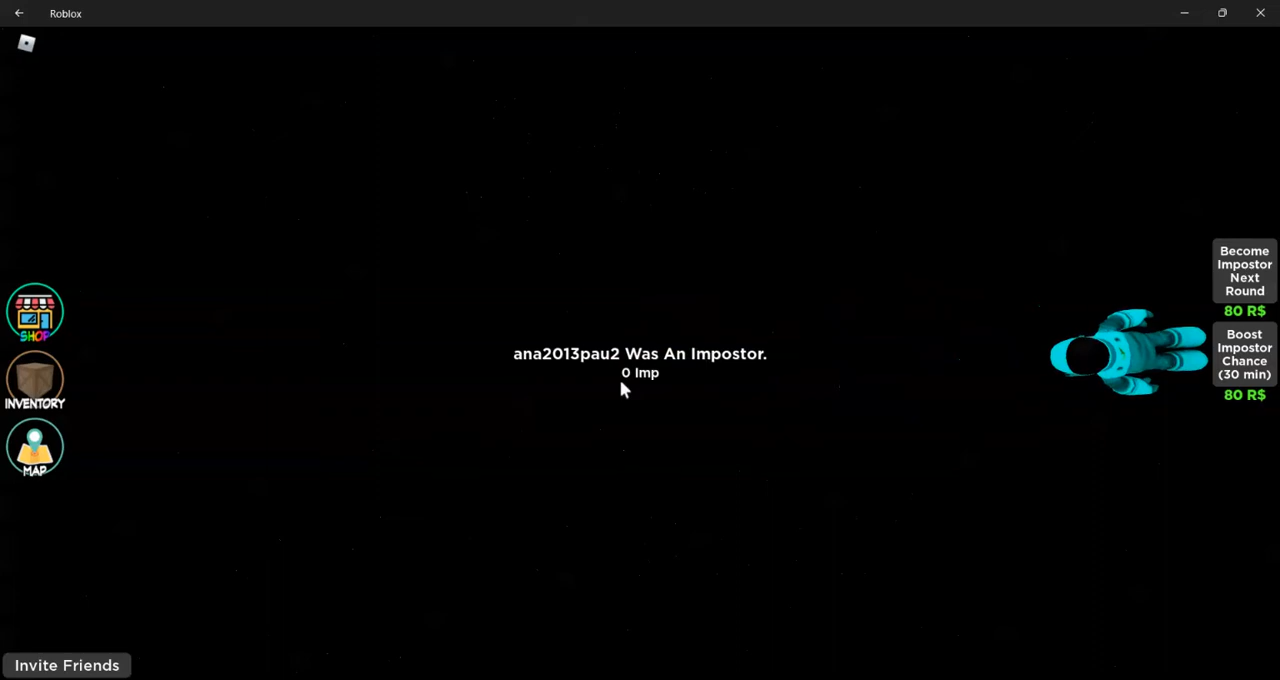 Roblox
SHOP
INVENTORY
MAP
ana2013pau2 Was An Impostor.
0 Imp
Become
Impostor
Next
Round
80 R$
Boost
Impostor
Chance
(30 min)
80 R$
Invite Friends